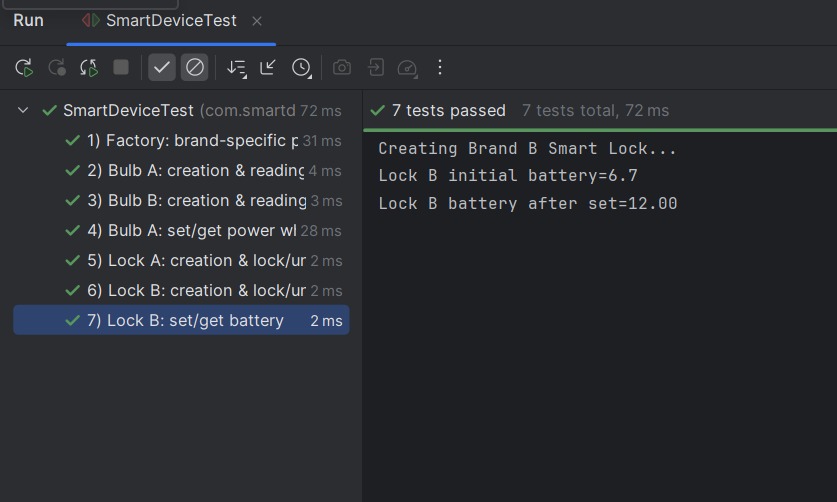 Run SmartDeviceTest
SmartDeviceTest (com.smartd 72 ms
1) Factory: brand-specific p 31 ms
2) Bulb A: creation & reading 4 ms
3) Bulb B: creation & reading 3 ms
4) Bulb A: set/get power wl 28 ms
5) Lock A: creation & lock/ur 2 ms
6) Lock B: creation & lock/ur 2 ms
7) Lock B: set/get battery 2 ms
7 tests passed 7 tests total, 72 ms
Creating Brand B Smart Lock...
Lock B initial battery=6.7
Lock B battery after set=12.00